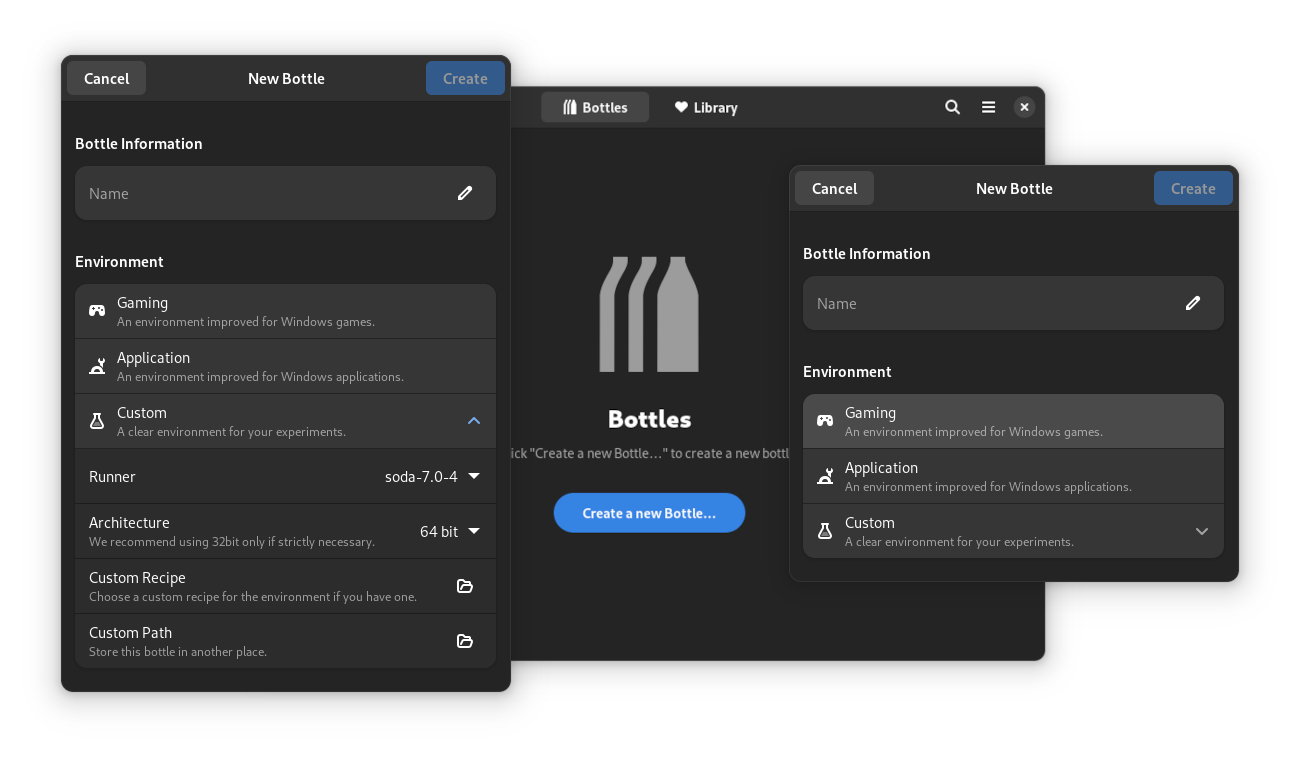 Cancel
New Bottle
Create
Bottle Information
Name
Environment
Gaming
An environment improved for Windows games.
Application
An environment improved for Windows applications.
Custom
A clear environment for your experiments.
Runner
soda-7.0-4
Architecture
We recommend using 32bit only if strictly necessary.
64 bit
Custom Recipe
Choose a custom recipe for the environment if you have one.
Custom Path
Store this bottle in another place.
Bottles
Library
Bottles
"Create a new Bottle…" to create a new
Create a new Bottle…
Cancel
New Bottle
Create
Bottle Information
Name
Environment
Gaming
An environment improved for Windows games.
Application
An environment improved for Windows applications.
Custom
A clear environment for your experiments.